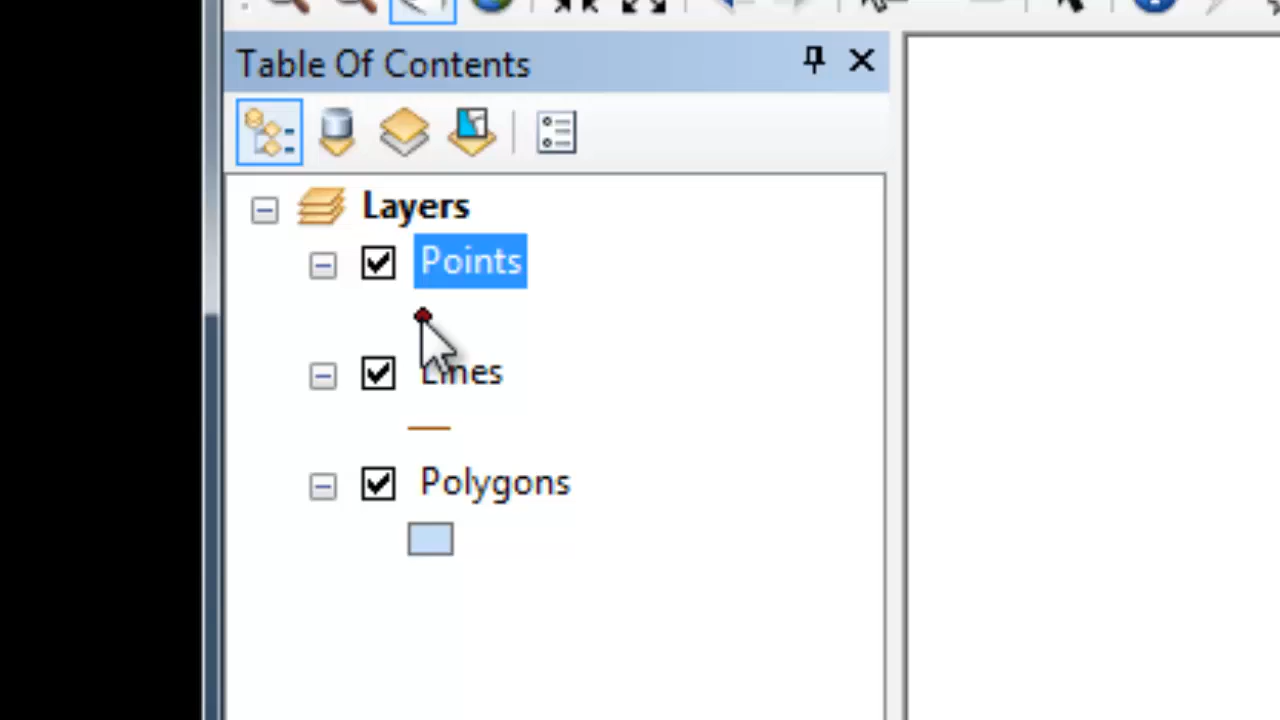 Table Of Contents
Layers
Points
Lines
Polygons